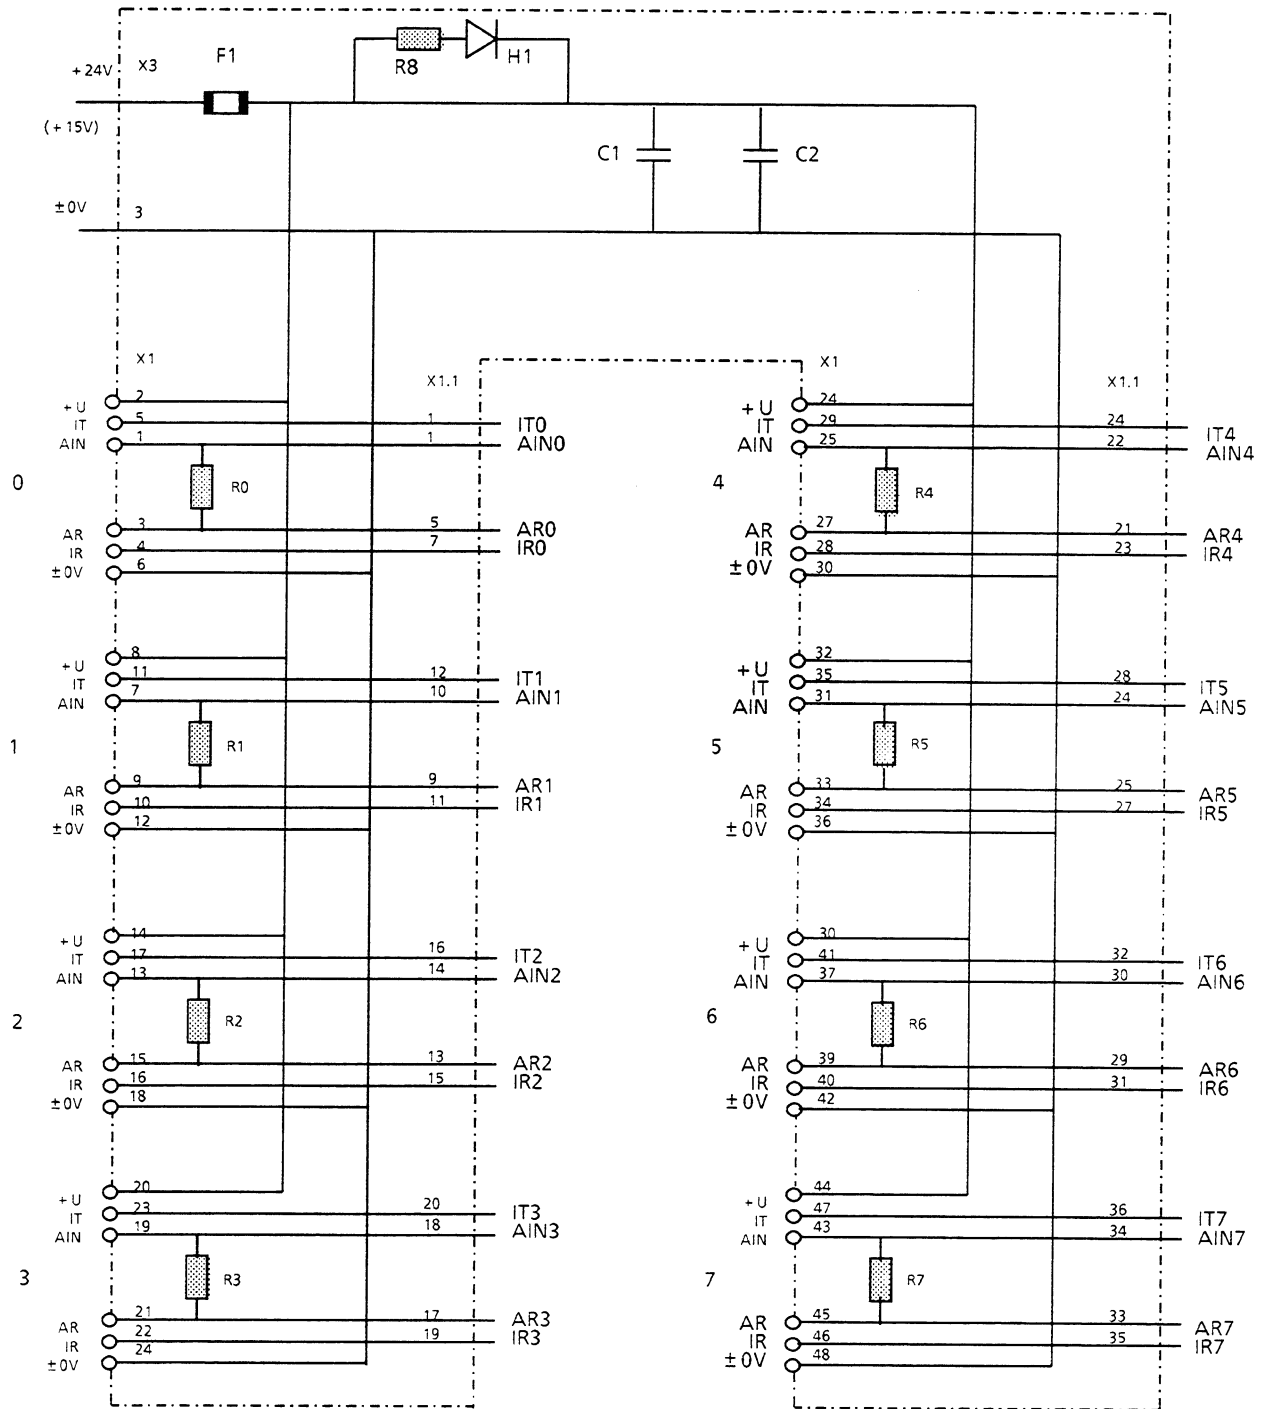 F1
R8
H1
+24V
X3
(+15V)
C1
C2
±0V
3
X1
X1.1
X1
X1.1
0
+U 2
IT 5 1 IT0
AIN 1 1 AIN0
R0
AR 3 5 AR0
IR 4 7 IR0
±0V 6
4
+U 24
IT 29 24 IT4
AIN 25 22 AIN4
R4
AR 27 21 AR4
IR 28 23 IR4
±0V 30
1
+U 8
IT 11 12 IT1
AIN 7 10 AIN1
R1
AR 9 9 AR1
IR 10 11 IR1
±0V 12
5
+U 32
IT 35 28 IT5
AIN 31 24 AIN5
R5
AR 33 25 AR5
IR 34 27 IR5
±0V 36
2
+U 14
IT 17 16 IT2
AIN 13 14 AIN2
R2
AR 15 13 AR2
IR 16 15 IR2
±0V 18
6
+U 30
IT 41 32 IT6
AIN 37 30 AIN6
R6
AR 39 29 AR6
IR 40 31 IR6
±0V 42
3
+U 20
IT 23 20 IT3
AIN 19 18 AIN3
R3
AR 21 17 AR3
IR 22 19 IR3
±0V 24
7
+U 44
IT 47 36 IT7
AIN 43 34 AIN7
R7
AR 45 33 AR7
IR 46 35 IR7
±0V 48